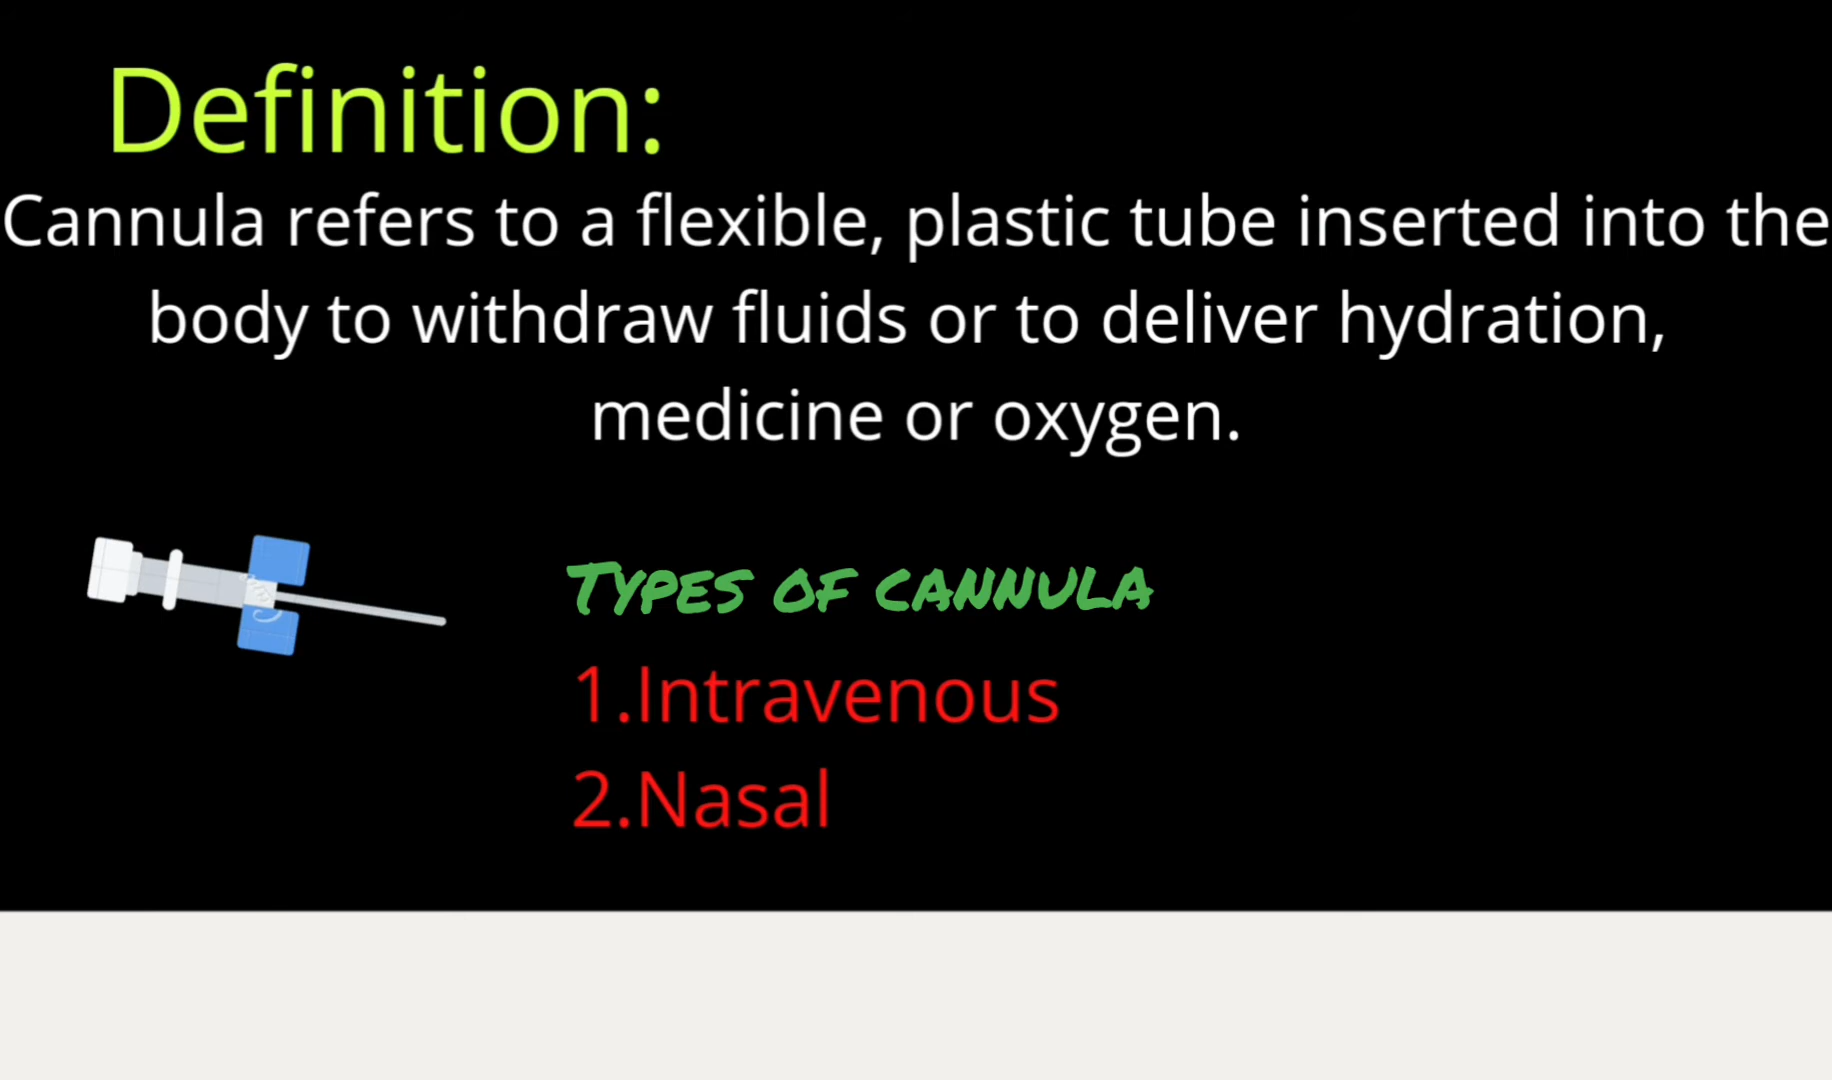 Definition:
Cannula refers to a flexible, plastic tube inserted into the
body to withdraw fluids or to deliver hydration,
medicine or oxygen.
TYPES OF CANNULA
1.Intravenous
2.Nasal